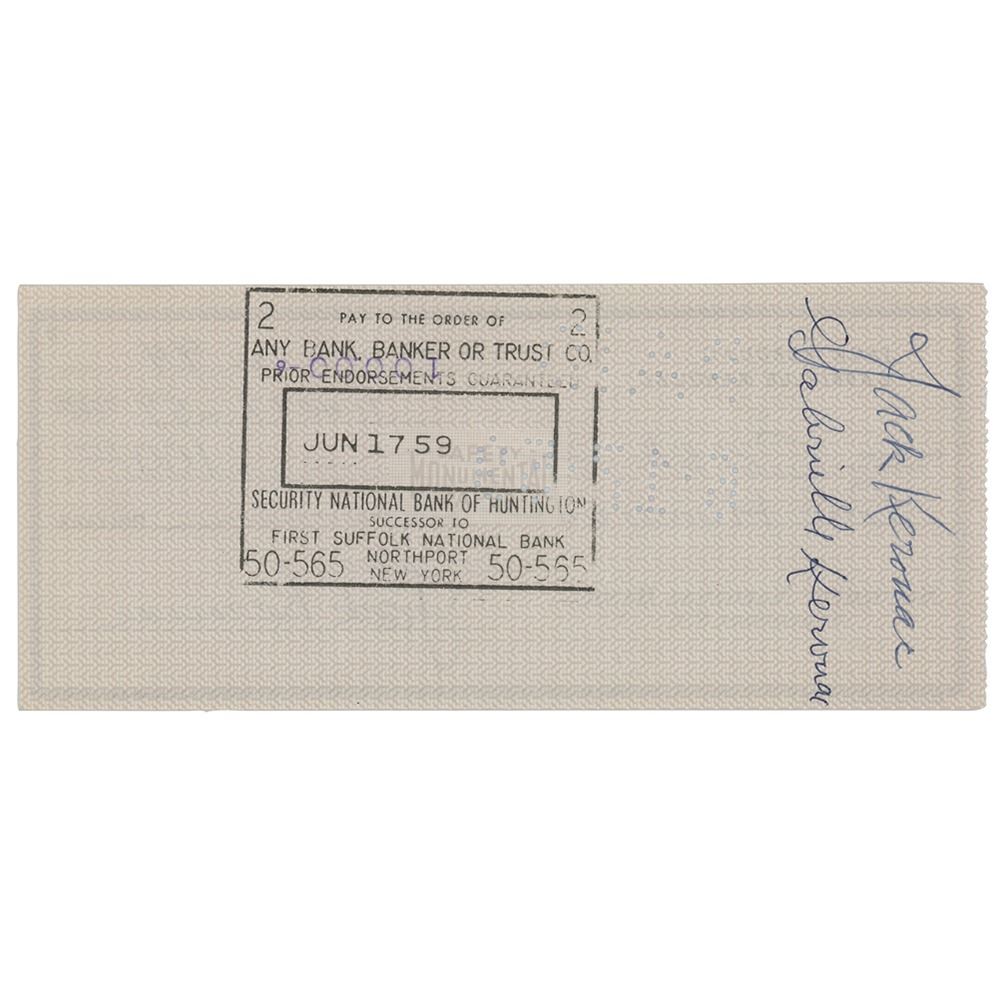 2 PAY TO THE ORDER OF 2
ANY BANK, BANKER OR TRUST CO.
PRIOR ENDORSEMENTS GUARANTEED
JUN 17 59
SAFETY
MONUMENTAL
SECURITY NATIONAL BANK OF HUNTINGTON
SUCCESSOR TO
FIRST SUFFOLK NATIONAL BANK
50-565 NORTHPORT 50-565
NEW YORK
Jack Kerouac
Gabrielle Kerouac